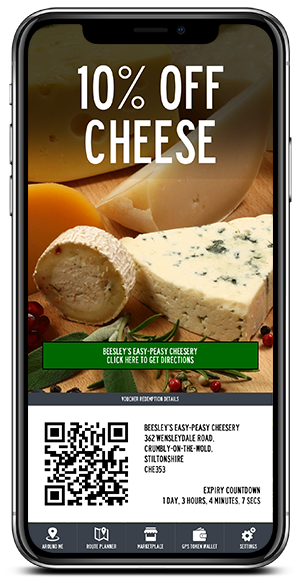 10% OFF
CHEESE
BEESLEY'S EASY-PEASY CHEESERY
CLICK HERE TO GET DIRECTIONS
VOUCHER REDEMPTION DETAILS
BEESLEY'S EASY-PEASY CHEESERY
362 WENSLEYDALE ROAD,
CRUMBLY-ON-THE-WOLD,
STILTONSHIRE
CHE353
EXPIRY COUNTDOWN
1 DAY, 3 HOURS, 4 MINUTES, 7 SECS
AROUND ME
ROUTE PLANNER
MARKETPLACE
GPS TOKEN WALLET
SETTINGS